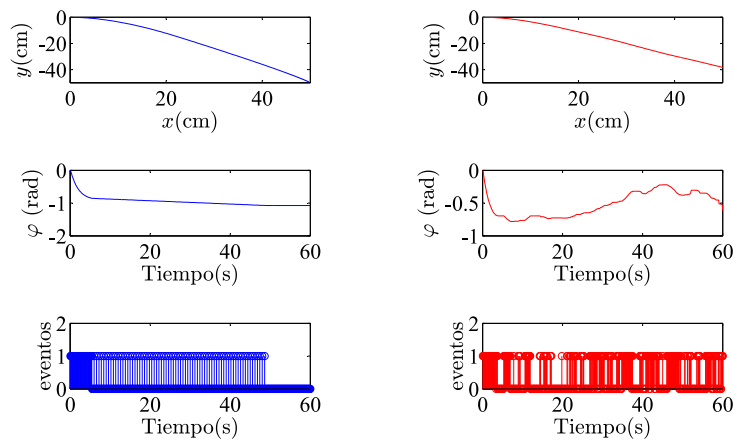 0
-20
-40
y(cm)
0 20 40
x(cm)
0
-20
-40
y(cm)
0 20 40
x(cm)
0
-1
-2
φ (rad)
0 20 40 60
Tiempo(s)
0
-0.5
-1
φ (rad)
0 20 40 60
Tiempo(s)
2
1
0
eventos
0 20 40 60
Tiempo(s)
2
1
0
eventos
0 20 40 60
Tiempo(s)